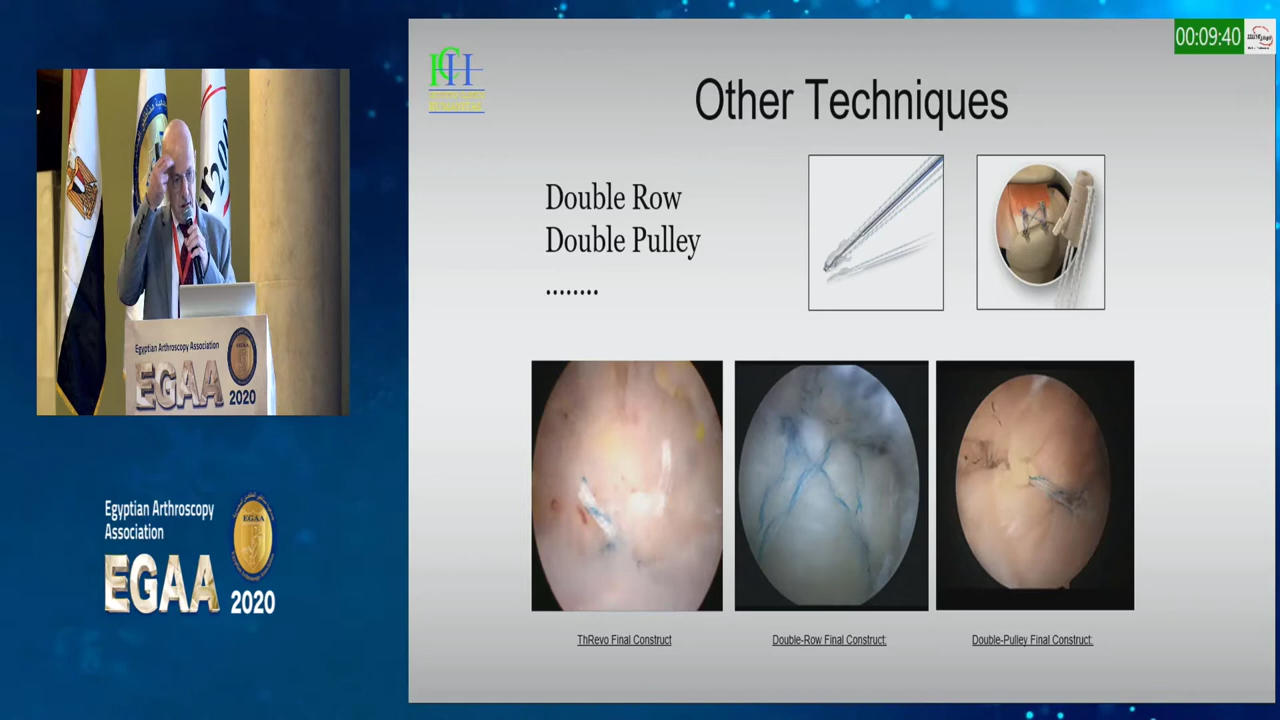 00:09:40
Other Techniques
Double Row
Double Pulley
........
ThRevo Final Construct
Double-Row Final Construct:
Double-Pulley Final Construct:
Egyptian Arthroscopy Association
EGAA
2020
Egyptian Arthroscopy
Association
EGAA
EGAA 2020